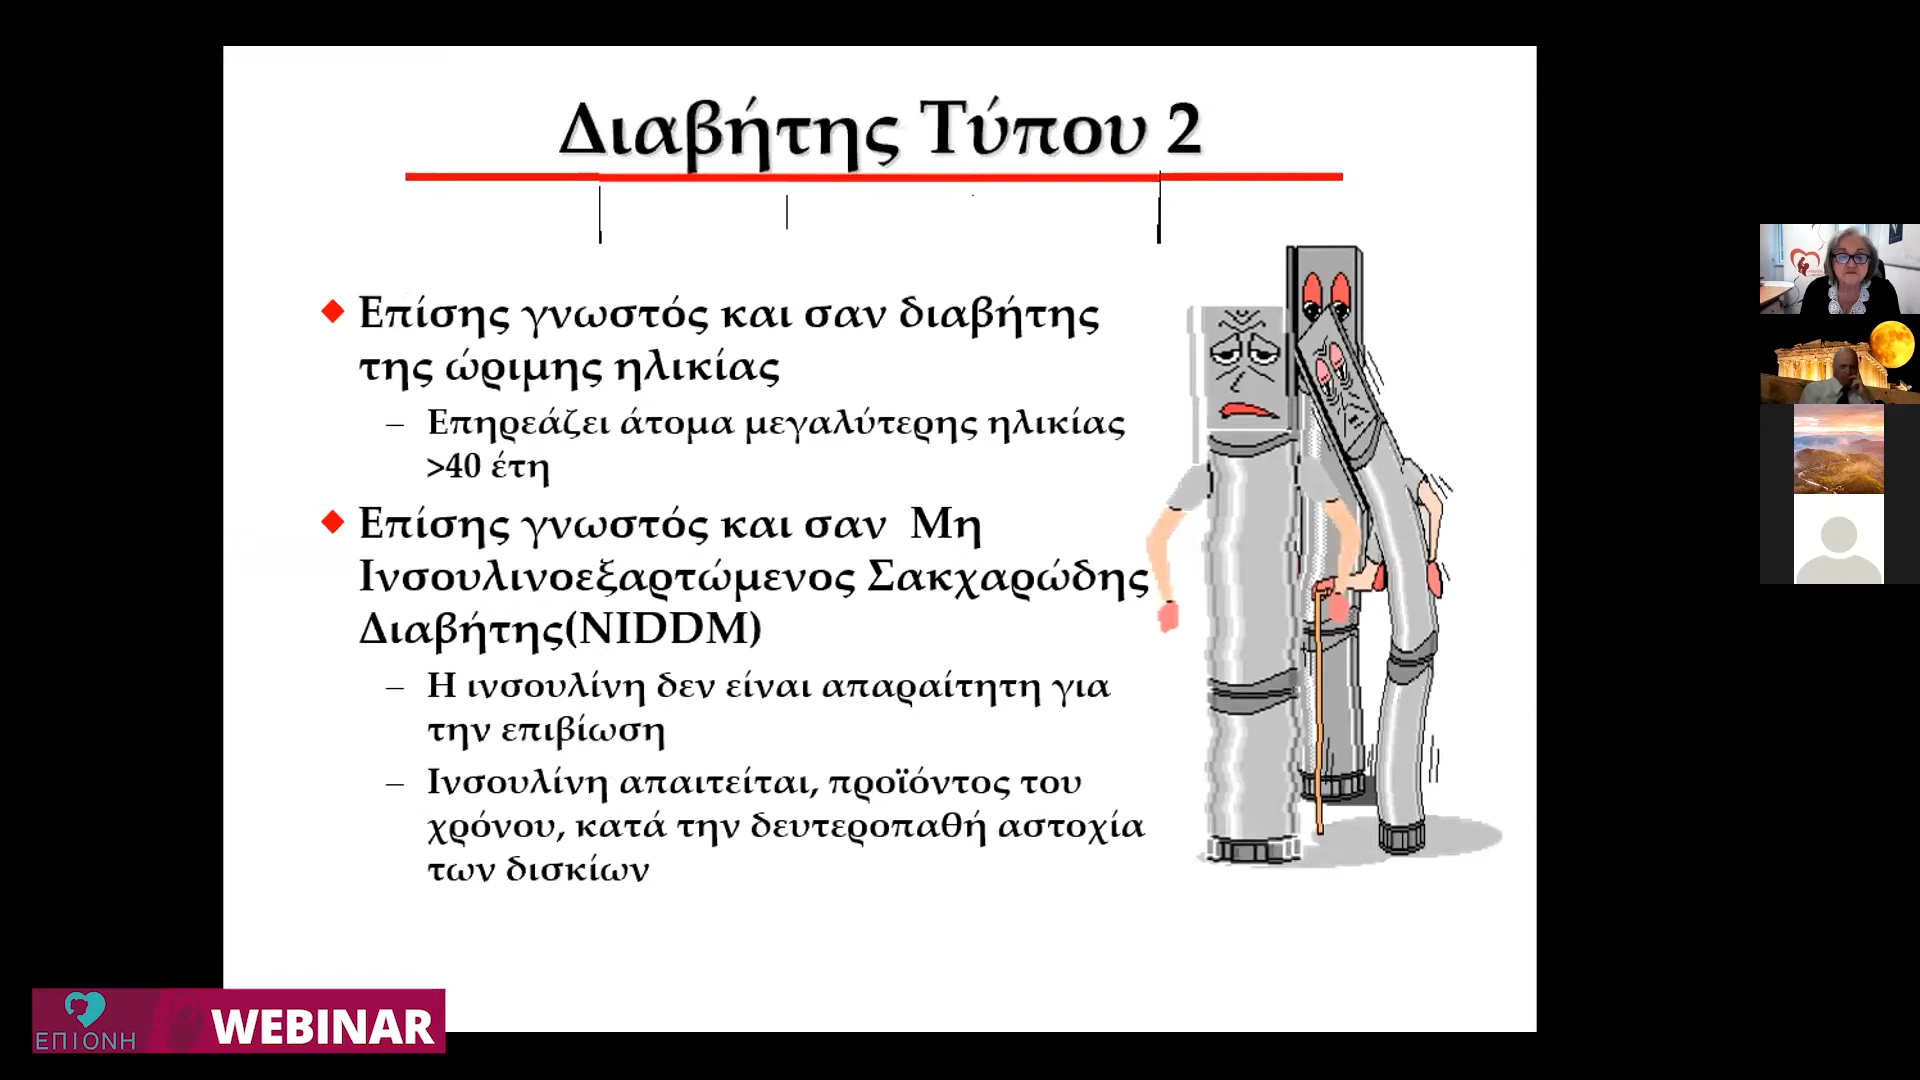 Διαβήτης Τύπου 2
Επίσης γνωστός και σαν διαβήτης
της ώριμης ηλικίας
– Επηρεάζει άτομα μεγαλύτερης ηλικίας
>40 έτη
Επίσης γνωστός και σαν Μη
Ινσουλινοεξαρτώμενος Σακχαρώδης
Διαβήτης(NIDDM)
– Η ινσουλίνη δεν είναι απαραίτητη για
την επιβίωση
– Ινσουλίνη απαιτείται, προϊόντος του
χρόνου, κατά την δευτεροπαθή αστοχία
των δισκίων
ΕΠΙΟΝΗ
WEBINAR